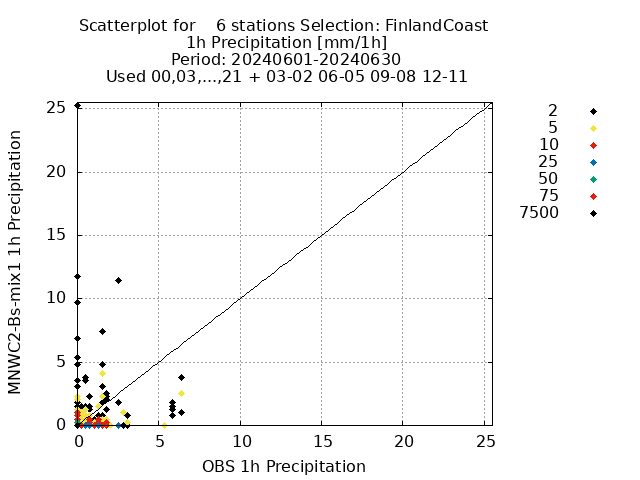 Scatterplot for    6 stations Selection: FinlandCoast
1h Precipitation [mm/1h]
Period: 20240601-20240630
Used 00,03,...,21 + 03-02 06-05 09-08 12-11
MNWC2-Bs-mix1 1h Precipitation
25
20
15
10
5
0
0 5 10 15 20 25
OBS 1h Precipitation
2
5
10
25
50
75
7500